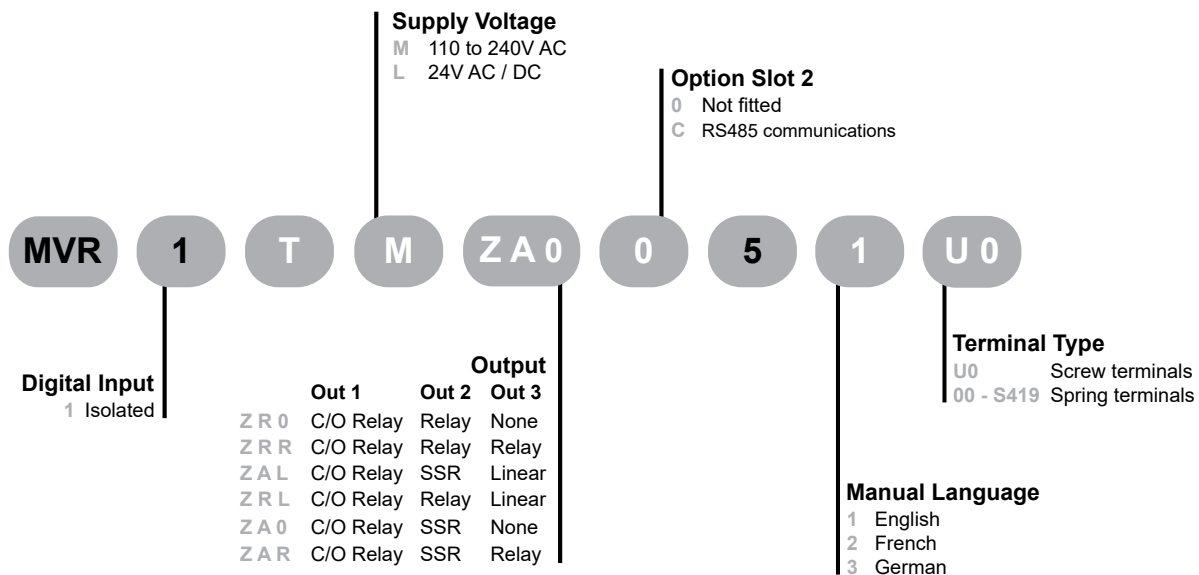 Supply Voltage
M 110 to 240V AC
L 24V AC / DC
Option Slot 2
0 Not fitted
C RS485 communications
MVR 1 T M Z A 0 0 5 1 U 0
Digital Input
1 Isolated
Output
Out 1 Out 2 Out 3
Z R 0 C/O Relay Relay None
Z R R C/O Relay Relay Relay
Z A L C/O Relay SSR Linear
Z R L C/O Relay Relay Linear
Z A 0 C/O Relay SSR None
Z A R C/O Relay SSR Relay
Terminal Type
U0 Screw terminals
00 - S419 Spring terminals
Manual Language
1 English
2 French
3 German